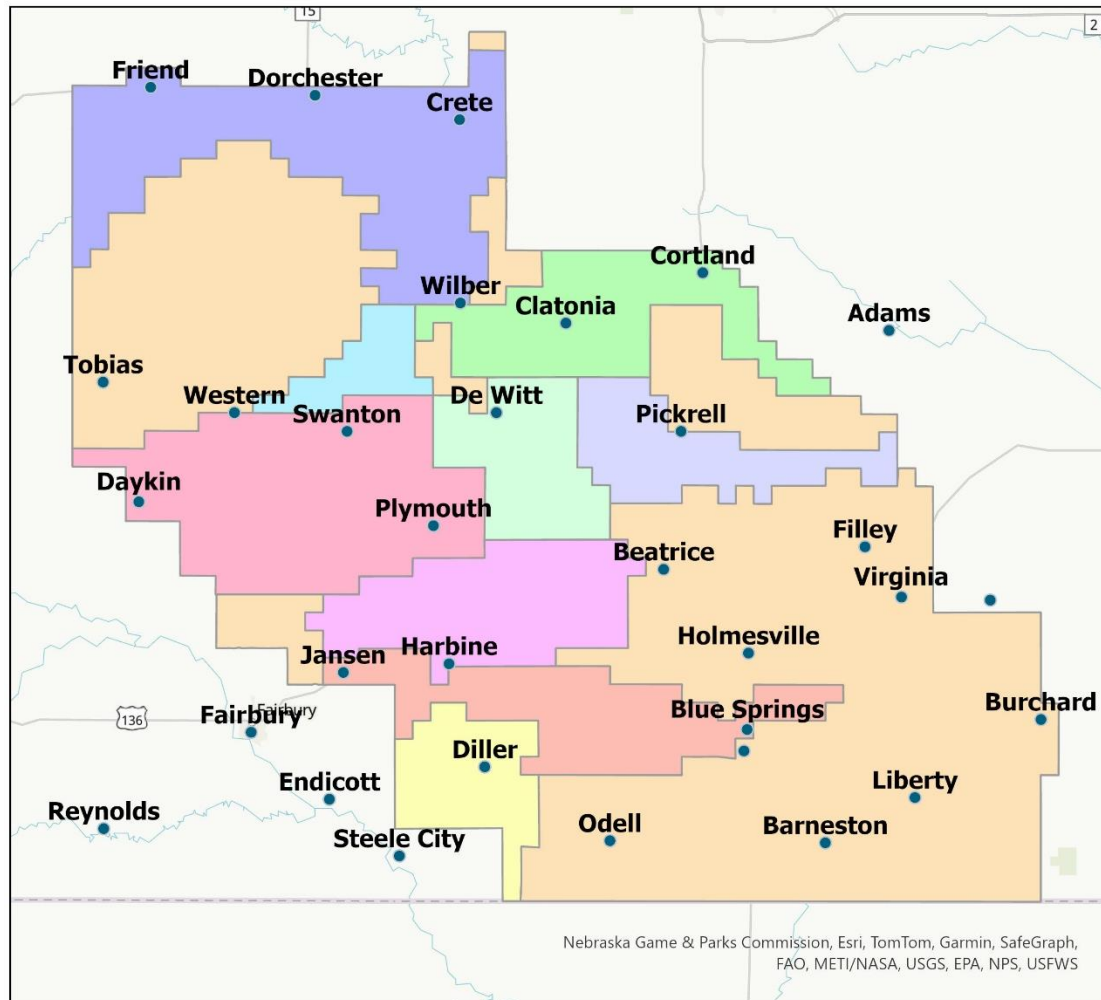 15
2
Friend
Dorchester
Crete
Cortland
Wilber
Clatonia
Adams
Tobias
Western
De Witt
Swanton
Pickrell
Daykin
Plymouth
Filley
Beatrice
Virginia
Holmesville
Harbine
Jansen
Blue Springs
Burchard
136
Fairbury
Fairbury
Diller
Endicott
Liberty
Reynolds
Odell
Barneston
Steele City
Nebraska Game & Parks Commission, Esri, TomTom, Garmin, SafeGraph,
FAO, METI/NASA, USGS, EPA, NPS, USFWS